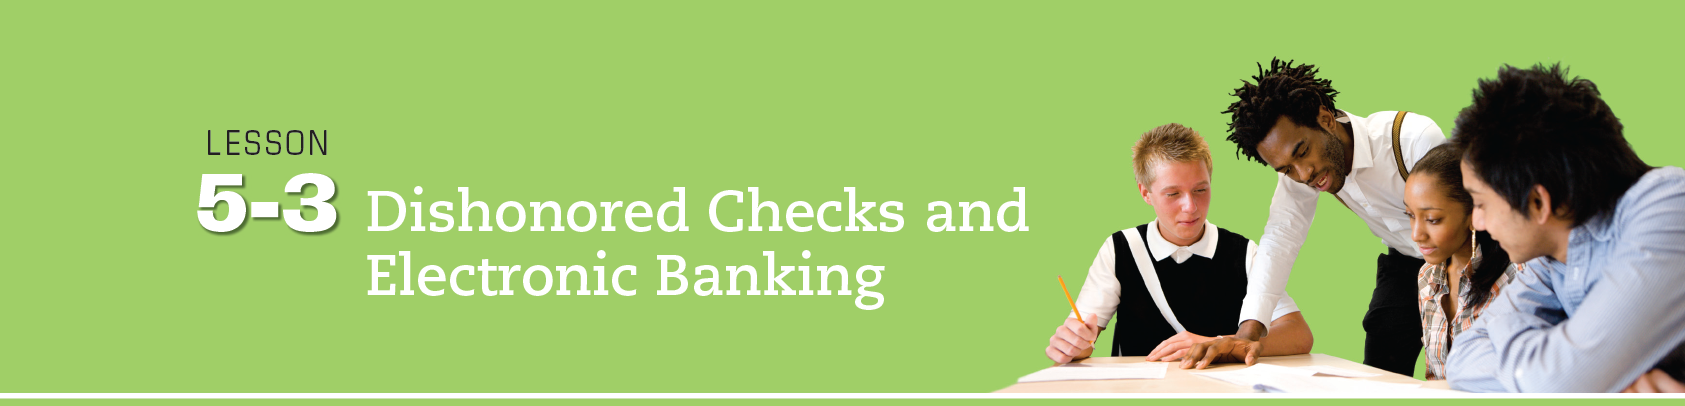 LESSON
5-3 Dishonored Checks and
Electronic Banking